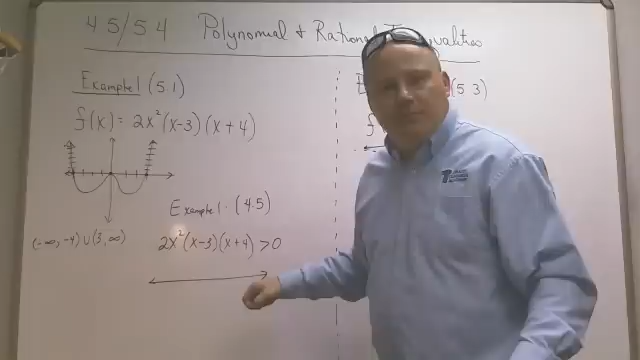 4 5/5 4 Polynomial & Rational Inequalities
Example 1 (5 1)
f(x) = 2x²(x-3)(x+4)
(-∞, -4) ∪ (3, ∞)
Example 1 · (4.5)
2x²(x-3)(x+4) > 0
E (5 3)
f